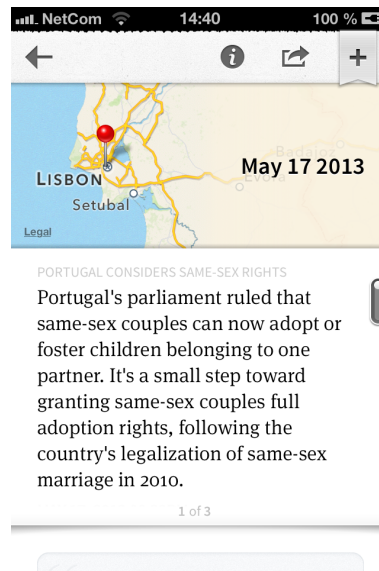 NetCom 14:40 100 %
May 17 2013
Badajoz
LISBON
Evora
Setubal
Legal
PORTUGAL CONSIDERS SAME-SEX RIGHTS
Portugal's parliament ruled that
same-sex couples can now adopt or
foster children belonging to one
partner. It's a small step toward
granting same-sex couples full
adoption rights, following the
country's legalization of same-sex
marriage in 2010.
1 of 3